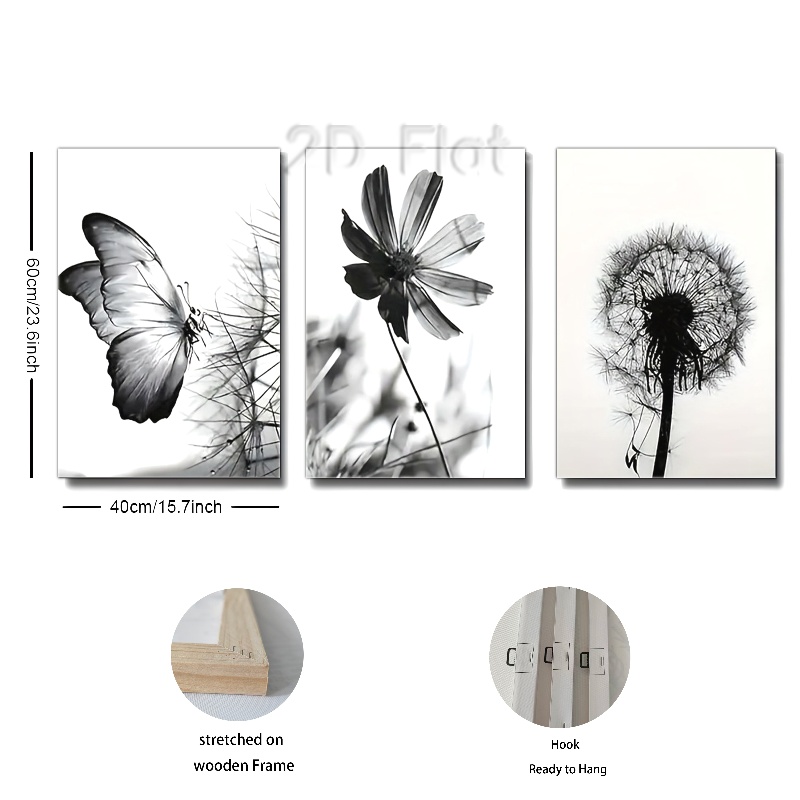 2D Flat
60cm/23.6inch
40cm/15.7inch
stretched on
wooden Frame
Hook
Ready to Hang